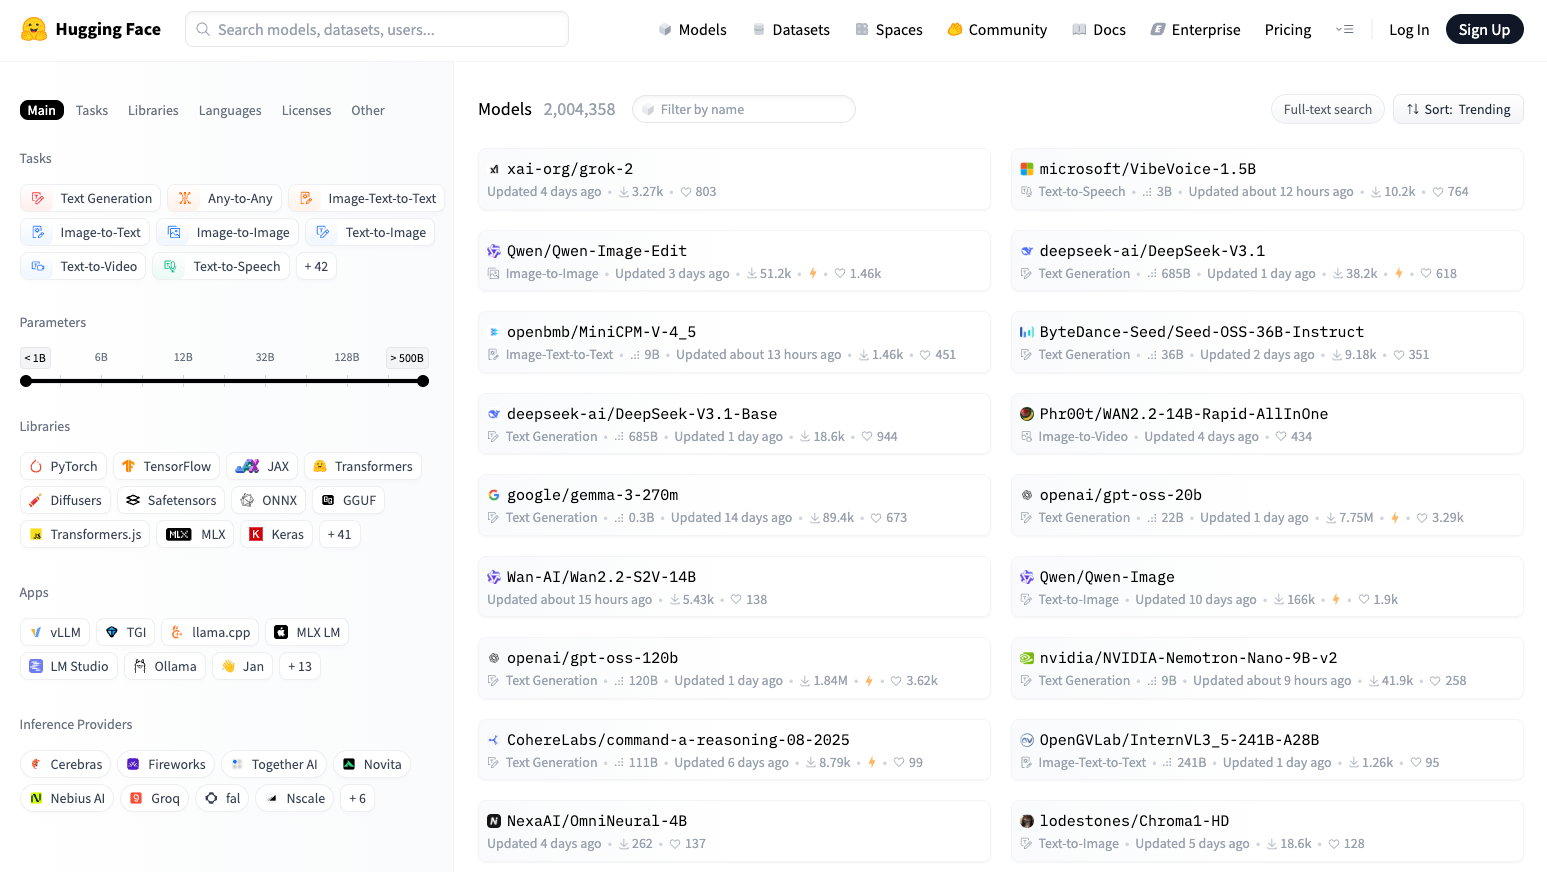 Hugging Face
Search models, datasets, users...
Models
Datasets
Spaces
Community
Docs
Enterprise
Pricing
Log In
Sign Up
Main
Tasks
Libraries
Languages
Licenses
Other
Tasks
Text Generation
Any-to-Any
Image-Text-to-Text
Image-to-Text
Image-to-Image
Text-to-Image
Text-to-Video
Text-to-Speech
+ 42
Parameters
< 1B
6B
12B
32B
128B
> 500B
Libraries
PyTorch
TensorFlow
JAX
Transformers
Diffusers
Safetensors
ONNX
GGUF
Transformers.js
MLX
MLX
Keras
+ 41
Apps
vLLM
TGI
llama.cpp
MLX LM
LM Studio
Ollama
Jan
+ 13
Inference Providers
Cerebras
Fireworks
Together AI
Novita
Nebius AI
Groq
fal
Nscale
+ 6
Models 2,004,358
Filter by name
Full-text search
Sort: Trending
xai-org/grok-2
Updated 4 days ago • 3.27k • 803
microsoft/VibeVoice-1.5B
Text-to-Speech • 3B • Updated about 12 hours ago • 10.2k • 764
Qwen/Qwen-Image-Edit
Image-to-Image • Updated 3 days ago • 51.2k • • 1.46k
deepseek-ai/DeepSeek-V3.1
Text Generation • 685B • Updated 1 day ago • 38.2k • • 618
openbmb/MiniCPM-V-4_5
Image-Text-to-Text • 9B • Updated about 13 hours ago • 1.46k • 451
ByteDance-Seed/Seed-OSS-36B-Instruct
Text Generation • 36B • Updated 2 days ago • 9.18k • 351
deepseek-ai/DeepSeek-V3.1-Base
Text Generation • 685B • Updated 1 day ago • 18.6k • 944
Phr00t/WAN2.2-14B-Rapid-AllInOne
Image-to-Video • Updated 4 days ago • 434
google/gemma-3-270m
Text Generation • 0.3B • Updated 14 days ago • 89.4k • 673
openai/gpt-oss-20b
Text Generation • 22B • Updated 1 day ago • 7.75M • • 3.29k
Wan-AI/Wan2.2-S2V-14B
Updated about 15 hours ago • 5.43k • 138
Qwen/Qwen-Image
Text-to-Image • Updated 10 days ago • 166k • • 1.9k
openai/gpt-oss-120b
Text Generation • 120B • Updated 1 day ago • 1.84M • • 3.62k
nvidia/NVIDIA-Nemotron-Nano-9B-v2
Text Generation • 9B • Updated about 9 hours ago • 41.9k • 258
CohereLabs/command-a-reasoning-08-2025
Text Generation • 111B • Updated 6 days ago • 8.79k • • 99
OpenGVLab/InternVL3_5-241B-A28B
Image-Text-to-Text • 241B • Updated 1 day ago • 1.26k • 95
NexaAI/OmniNeural-4B
Updated 4 days ago • 262 • 137
lodestones/Chroma1-HD
Text-to-Image • Updated 5 days ago • 18.6k • 128